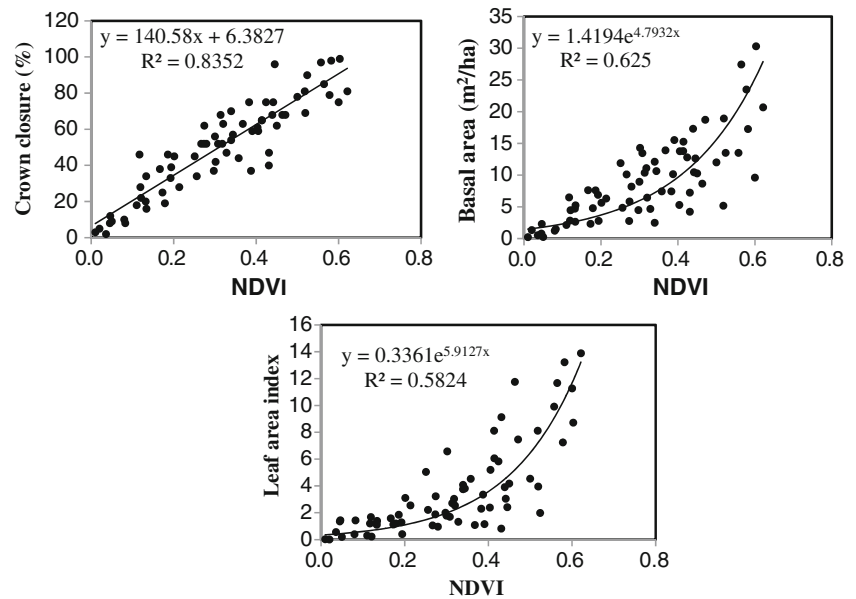 y = 140.58x + 6.3827
R² = 0.8352
Crown closure (%)
120
100
80
60
40
20
0
0.0 0.2 0.4 0.6 0.8
NDVI
y = 1.4194e^4.7932x
R² = 0.625
Basal area (m²/ha)
35
30
25
20
15
10
5
0
0.0 0.2 0.4 0.6 0.8
NDVI
y = 0.3361e^5.9127x
R² = 0.5824
Leaf area index
16
14
12
10
8
6
4
2
0
0.0 0.2 0.4 0.6 0.8
NDVI